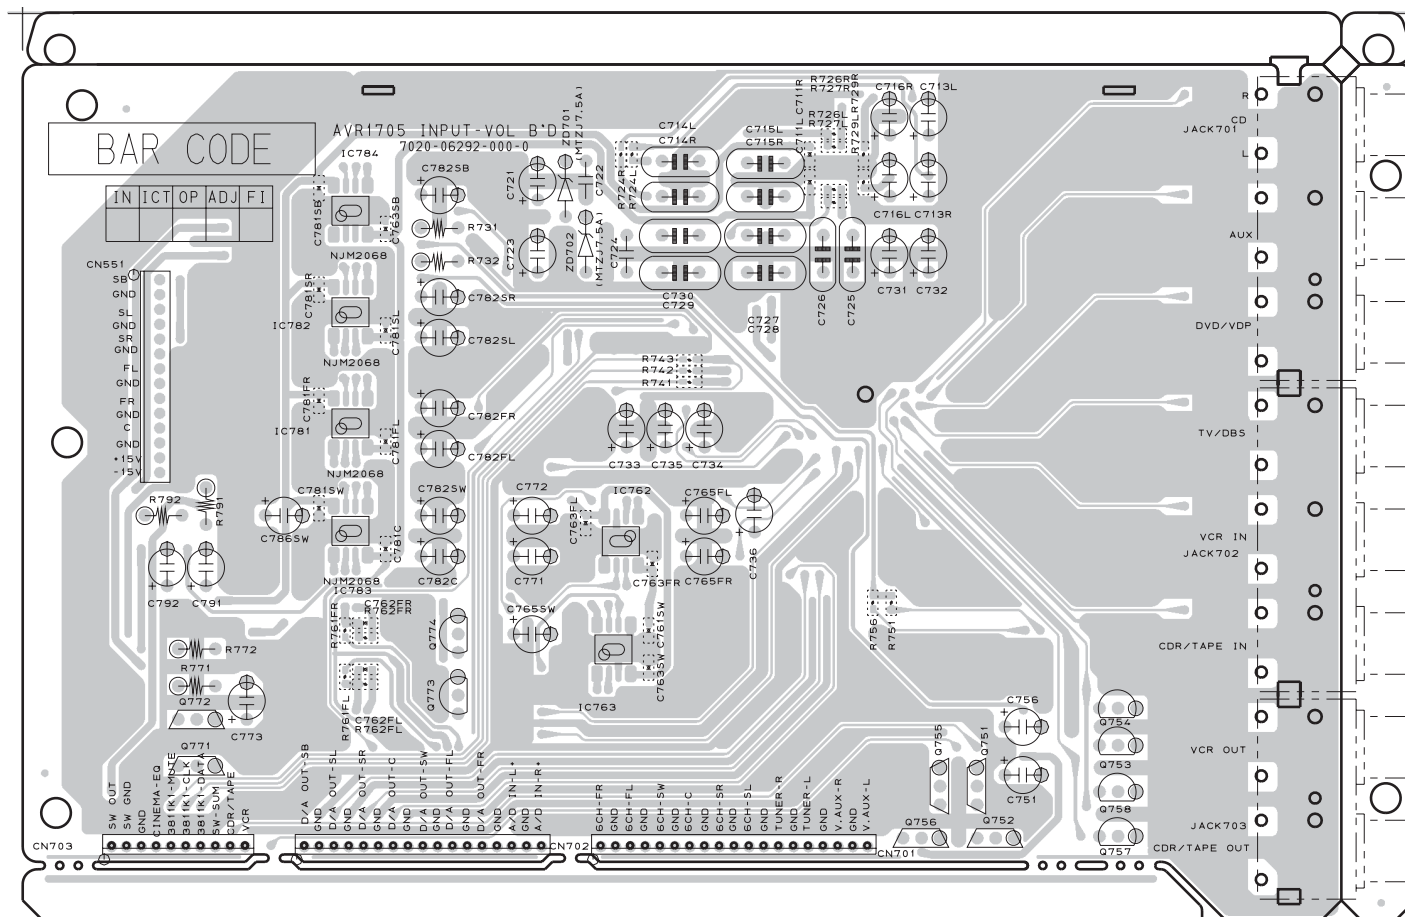 BAR CODE
IN ICT OP ADJ FI
AVR1705 INPUT-VOL B'D
7020-06292-000-0
IC784
C781SB
C763SB
NJM2068
C782SB
R731
R732
C721
C723
ZD701
(MTZJ7.5A)
C722
ZD702
(MTZJ7.5A)
C724
R724R
R724L
C714L
C714R
C715L
C715R
C711R
C711L
R726R
R727R
R726L
R727L
R729R
R729L
C716R
C713L
C716L
C713R
C730
C729
C726
C725
C731
C732
C727
C728
R743
R742
R741
CN551
SB
GND
SL
GND
SR
GND
FL
GND
FR
GND
C
GND
+15V
-15V
C781SR
IC782
C781SL
NJM2068
C782SR
C782SL
C781FR
IC781
C781FL
NJM2068
C782FR
C782FL
C733
C735
C734
R792
R791
C786SW
C781SW
C781C
NJM2068
IC783
C782SW
C782C
C772
C771
C763FL
IC762
C763FR
C765FL
C765FR
C736
C792
C791
R761FR
C762FR
R762FR
Q774
C765SW
C761SW
C763SW
IC763
R756
R751
R772
R771
Q772
C773
Q771
R761FL
C762FL
R762FL
Q773
C756
C751
Q755
Q751
Q756
Q752
Q754
Q753
Q758
Q757
R
CD
JACK701
L
AUX
DVD/VDP
TV/DBS
VCR IN
JACK702
CDR/TAPE IN
VCR OUT
JACK703
CDR/TAPE OUT
CN703
SW OUT
SW GND
GND
CINEMA-EQ
3811K1-MUTE
3811K1-CLK
3811K1-DATA
SW-SUM
CDR/TAPE
VCR
D/A OUT-SB
GND
D/A OUT-SL
GND
D/A OUT-SR
GND
D/A OUT-C
GND
D/A OUT-SW
GND
D/A OUT-FL
GND
D/A OUT-FR
GND
A/D IN-L+
GND
A/D IN-R+
CN702
6CH-FR
GND
6CH-FL
GND
6CH-SW
GND
6CH-C
GND
6CH-SR
GND
6CH-SL
GND
TUNER-R
GND
TUNER-L
GND
V.AUX-R
GND
V.AUX-L
CN701